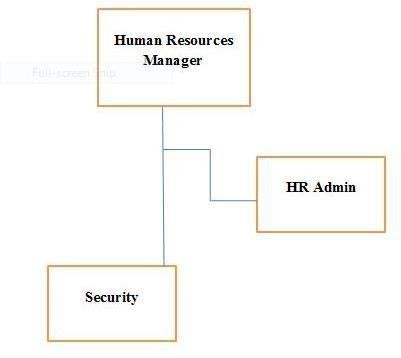 Human Resources
Manager
Full-screen Snip
HR Admin
Security